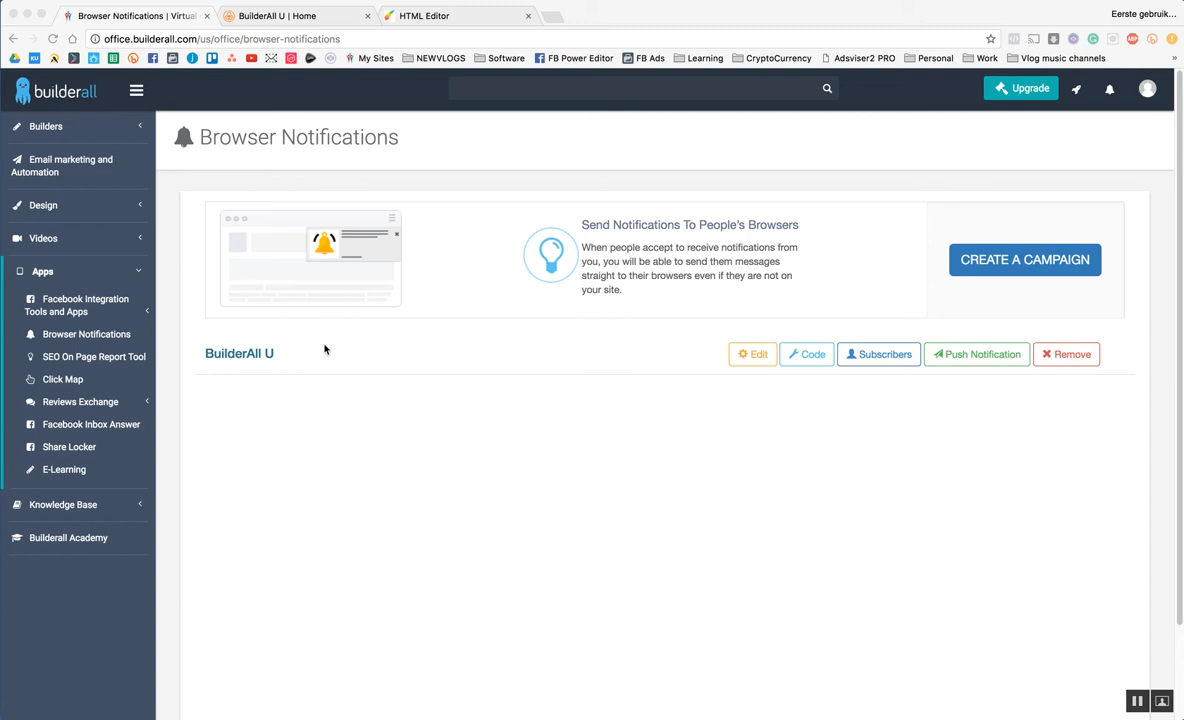 Browser Notifications | Virtual
BuilderAll U | Home
HTML Editor
Eerste gebruik...
office.builderall.com/us/office/browser-notifications
KU
My Sites
NEWVLOGS
Software
FB Power Editor
FB Ads
Learning
CryptoCurrency
Adsviser2 PRO
Personal
Work
Vlog music channels
»
builderall
Upgrade
Builders
Email marketing and
Automation
Design
Videos
Apps
Facebook Integration
Tools and Apps
Browser Notifications
SEO On Page Report Tool
Click Map
Reviews Exchange
Facebook Inbox Answer
Share Locker
E-Learning
Knowledge Base
Builderall Academy
Browser Notifications
Send Notifications To People's Browsers
When people accept to receive notifications from
you, you will be able to send them messages
straight to their browsers even if they are not on
your site.
CREATE A CAMPAIGN
BuilderAll U
Edit
Code
Subscribers
Push Notification
Remove